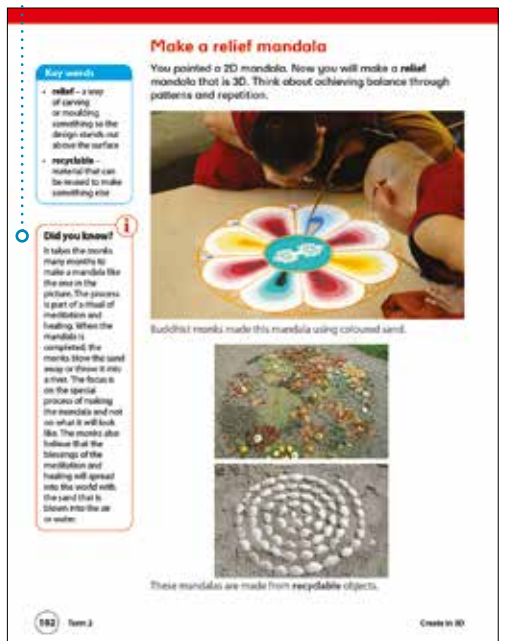 Make a relief mandala
You painted a 2D mandala. Now you will make a relief
mandala that is 3D. Think about achieving balance through
patterns and repetition.
Key words
• relief – a way
of carving
or moulding
something so the
design stands out
above the surface
• recyclable –
material that can
be reused to make
something else
i
Did you know?
It takes the monks
many months to
make a mandala like
the one in the
picture. The process
is part of a ritual of
meditation and
healing. When the
mandala is
completed, the
monks blow the sand
away or throw it into
a river. The focus is
on the special
process of making
the mandala and not
on what it will look
like. The monks also
believe that the
blessings of the
meditation and
healing will spread
into the world with
the sand that is
blown into the air
or water.
Buddhist monks made this mandala using coloured sand.
These mandalas are made from recyclable objects.
162 Term 3
Create in 3D